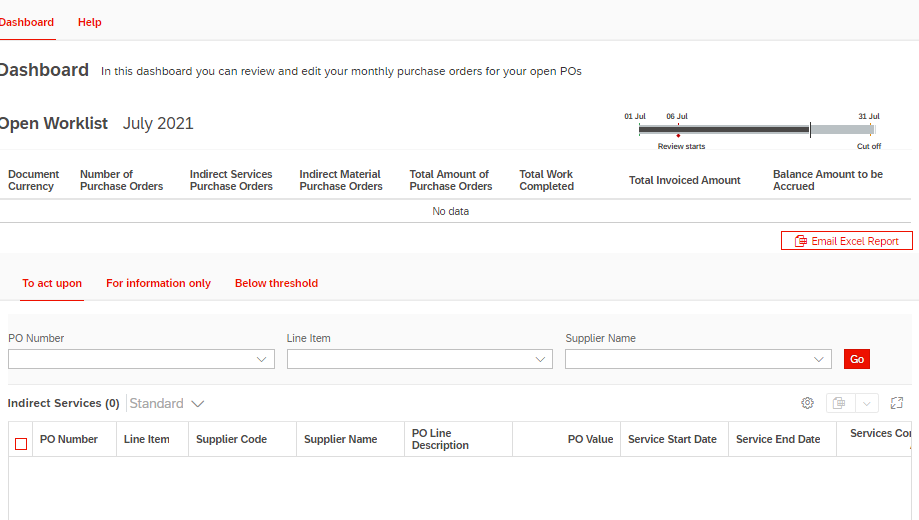 Dashboard Help
Dashboard In this dashboard you can review and edit your monthly purchase orders for your open POs
Open Worklist July 2021
01 Jul 06 Jul 31 Jul
Review starts Cut off
Document Currency Number of Purchase Orders Indirect Services Purchase Orders Indirect Material Purchase Orders Total Amount of Purchase Orders Total Work Completed Total Invoiced Amount Balance Amount to be Accrued
No data
Email Excel Report
To act upon For information only Below threshold
PO Number Line Item Supplier Name
Go
Indirect Services (0) Standard
PO Number Line Item Supplier Code Supplier Name PO Line Description PO Value Service Start Date Service End Date Services